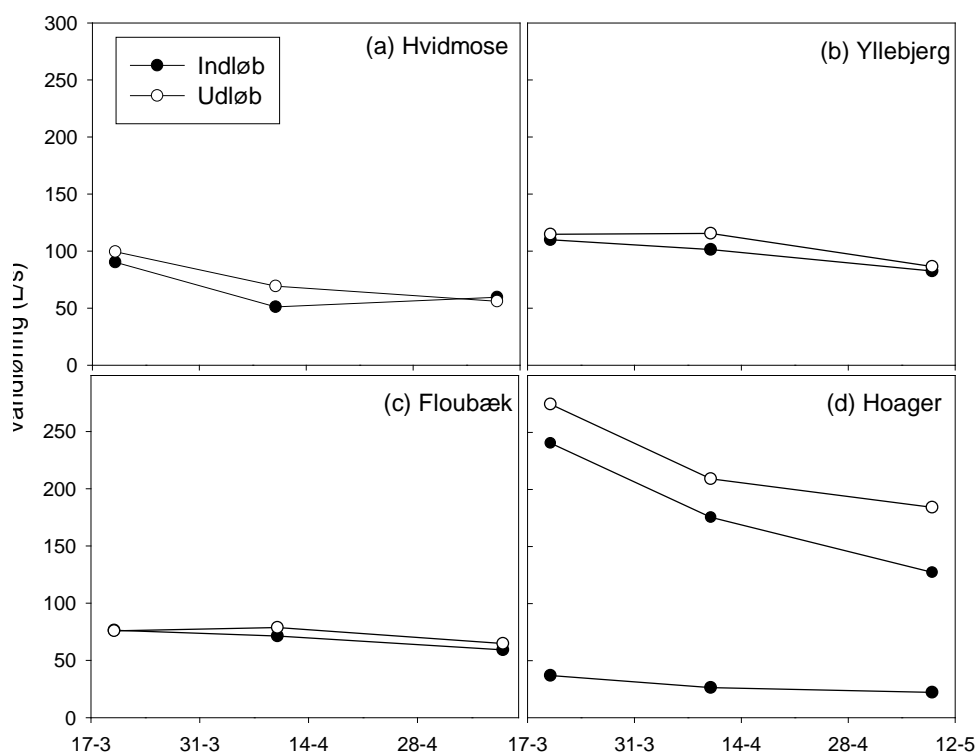 300
250
200
150
100
50
0
Indløb
Udløb
(a) Hvidmose
(b) Yllebjerg
Vandføring (L/s)
250
200
150
100
50
0
(c) Floubæk
(d) Hoager
17-3 31-3 14-4 28-4 17-3 31-3 14-4 28-4 12-5